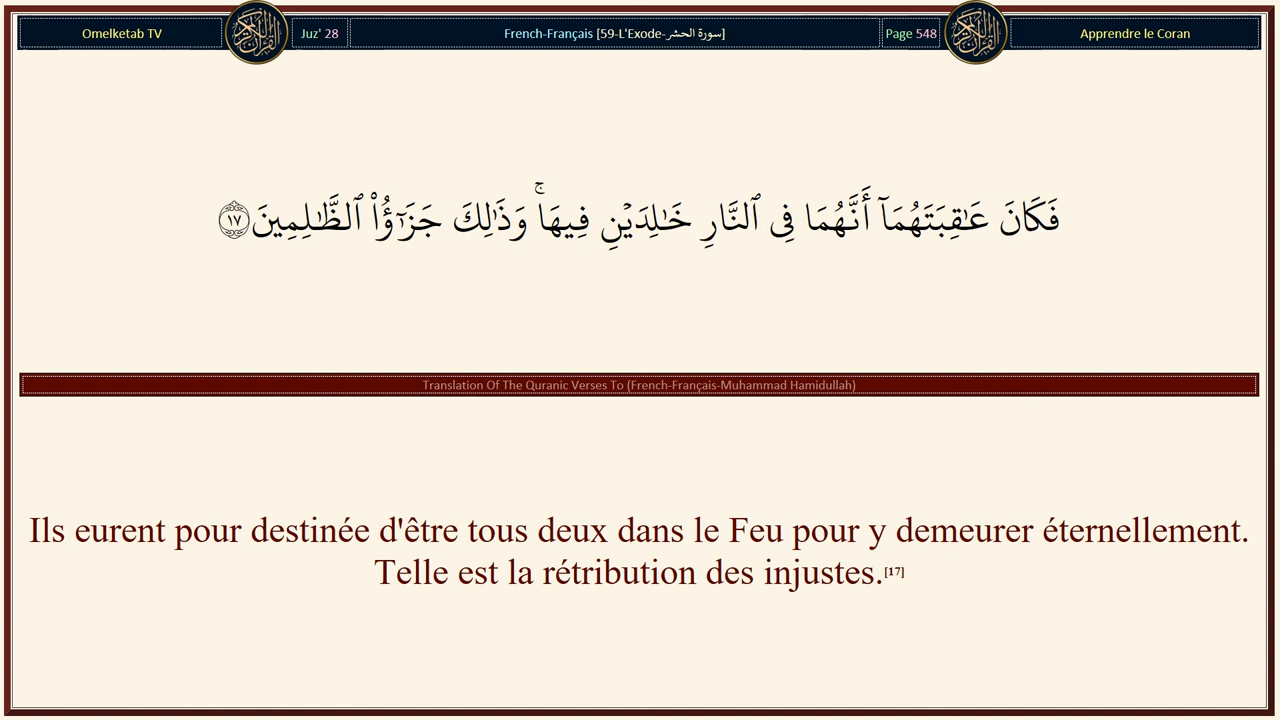 Omelketab TV
Juz' 28
French-Français [59-L'Exode-سورة الحشر]
Page 548
Apprendre le Coran
فَكَانَ عَـٰقِبَتَهُمَآ أَنَّهُمَا فِى ٱلنَّارِ خَـٰلِدَيْنِ فِيهَا ۚ وَذَٰلِكَ جَزَـٰٓؤُا۟ ٱلظَّـٰلِمِينَ ١٧
Translation Of The Quranic Verses To (French-Français-Muhammad Hamidullah)
Ils eurent pour destinée d'être tous deux dans le Feu pour y demeurer éternellement.
Telle est la rétribution des injustes.[17]